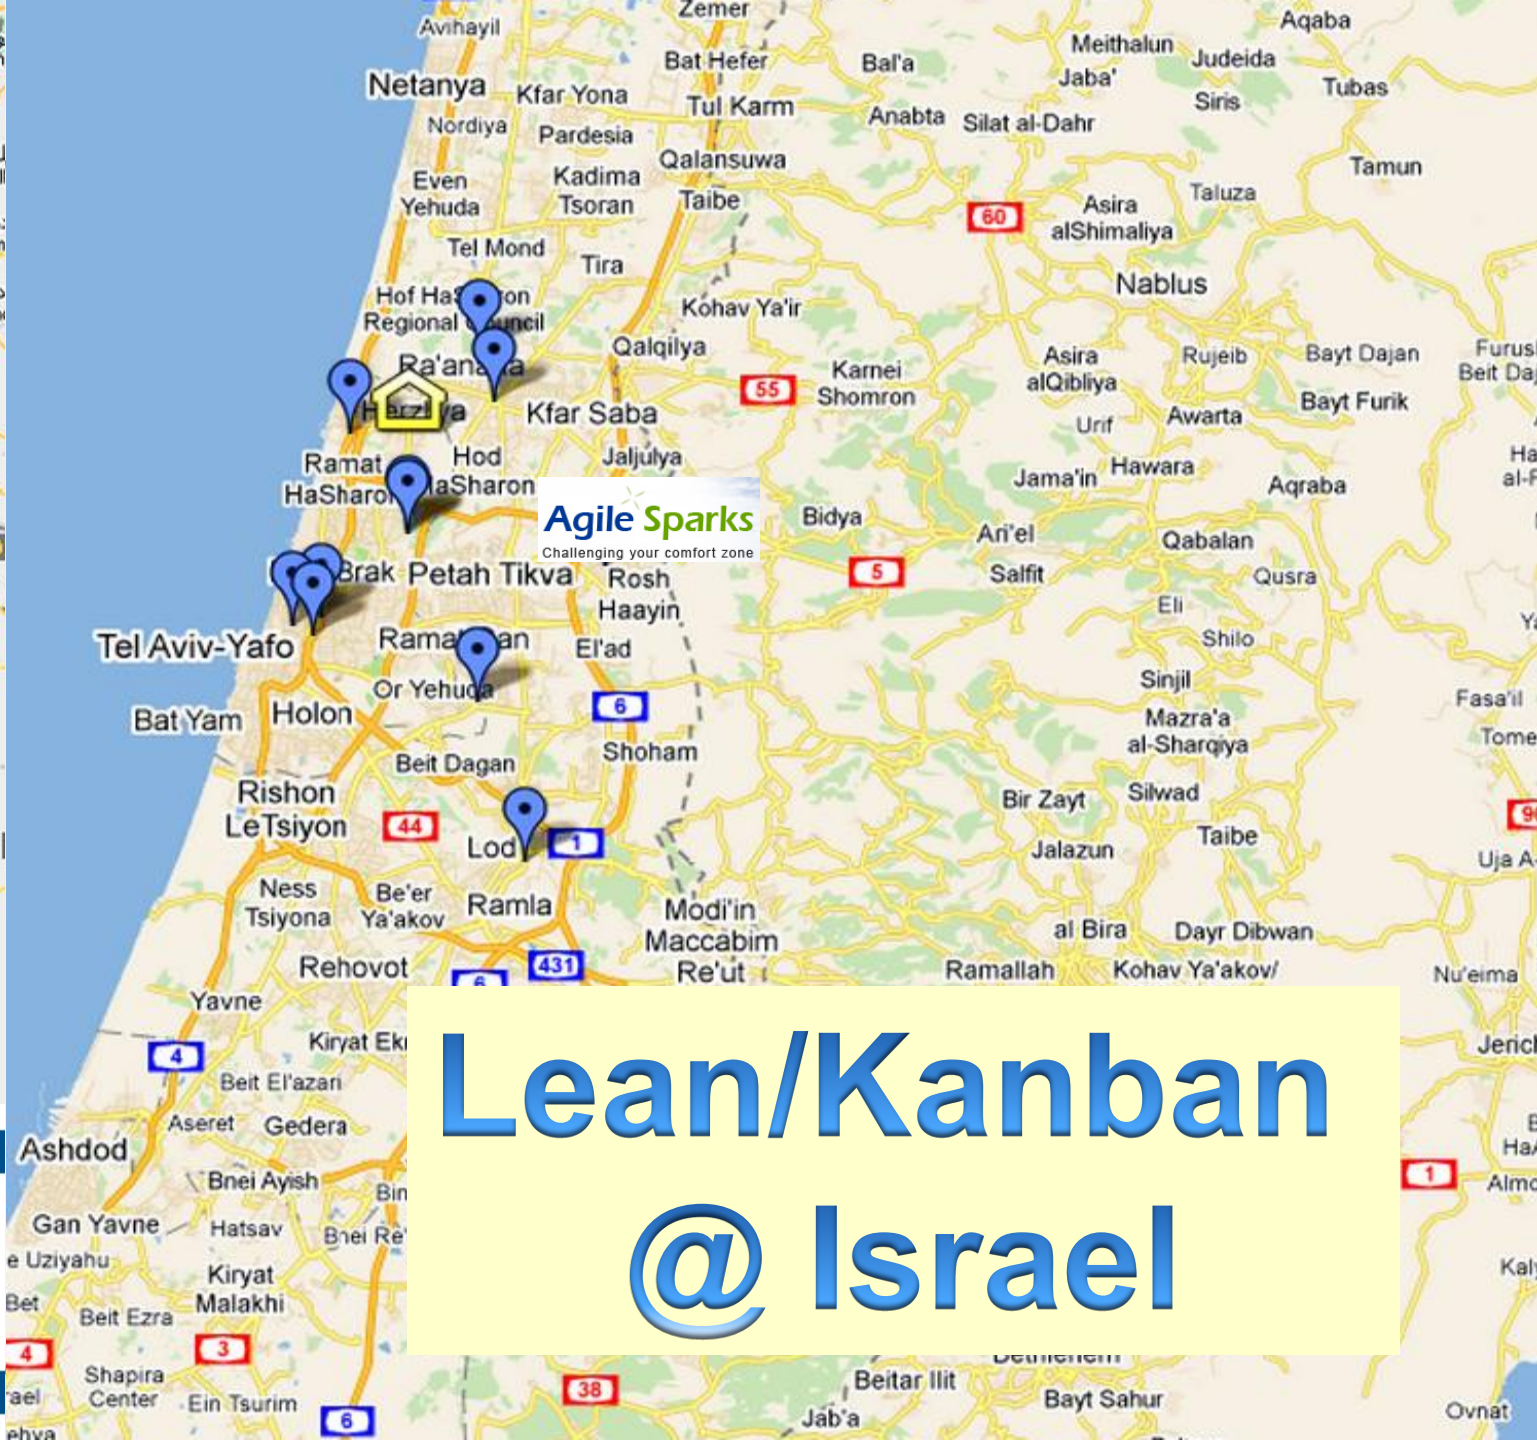 Zemer
Aqaba
Avihayil
Meithalun
Judeida
Bat Hefer
Bal'a
Jaba'
Netanya
Kfar Yona
Tul Karm
Siris
Tubas
Anabta
Silat al-Dahr
Nordiya
Pardesia
Qalansuwa
Tamun
Even
Yehuda
Kadima
Tsoran
Taibe
60
Asira
alShimaliya
Taluza
Tel Mond
Tira
Nablus
Hof
Regional
Kohav Ya'ir
Qalqilya
Asira
alQibliya
Rujeib
Bayt Dajan
Karnei
Shomron
55
Kfar Saba
Urif
Awarta
Bayt Furik
Ramat
Hod
Jaljulya
Jama'in
Hawara
Aqraba
Agile Sparks
Challenging your comfort zone
Bidya
Ari'el
Qabalan
Brak
Petah Tikva
Rosh
Haayin
5
Salfit
Qusra
Eli
Tel Aviv-Yafo
El'ad
Shilo
Or Yehuda
6
Sinjil
Fasa'il
Bat Yam
Holon
Mazra'a
al-Sharqiya
Beit Dagan
Shoham
Rishon
LeTsiyon
44
Lod
1
Bir Zayt
Silwad
Jalazun
Taibe
Ness
Tsiyona
Be'er
Ya'akov
Ramla
Modi'in
Maccabim
Re'ut
al Bira
Dayr Dibwan
Rehovot
431
Ramallah
Kohav Ya'akov/
Nu'eima
Yavne
6
4
Beit El'azari
Aseret
Gedera
Lean/Kanban
@ Israel
Ashdod
Bnei Ayish
1
Gan Yavne
Hatsav
Kiryat
Malakhi
Beit Ezra
4
3
Shapira
Center
Ein Tsurim
6
38
Beitar Ilit
Jab'a
Bayt Sahur
Ovnat